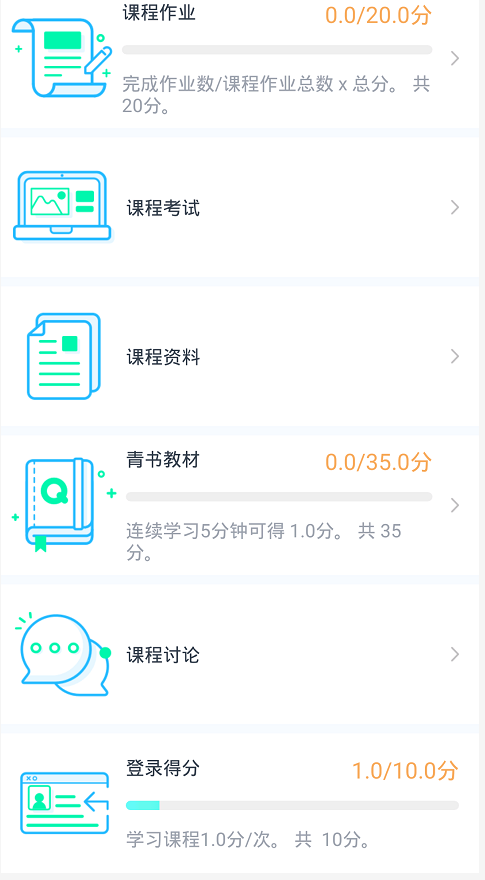 课程作业
0.0/20.0分
完成作业数/课程作业总数 x 总分。 共
20分。
课程考试
课程资料
青书教材
0.0/35.0分
连续学习5分钟可得 1.0分。 共 35
分。
课程讨论
登录得分
1.0/10.0分
学习课程1.0分/次。 共 10分。